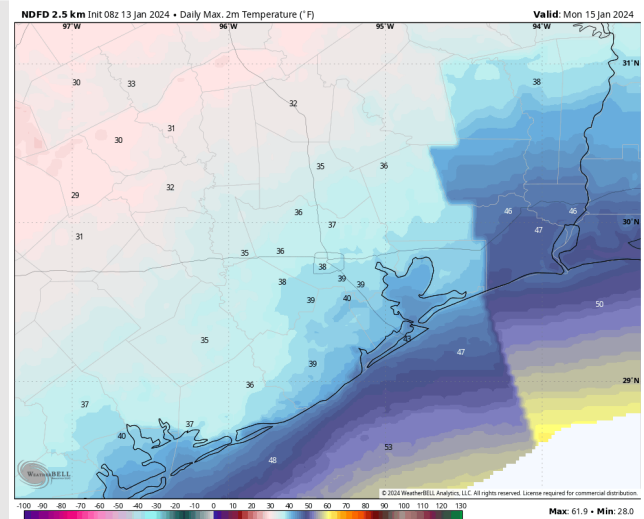 NDFD 2.5 km Init 08z 13 Jan 2024 • Daily Max. 2m Temperature (°F)
Valid: Mon 15 Jan 2024
97°W 96°W 95°W 94°W
31°N
30 33 38
32
31
30
35 36
32
29
36 46 46
30°N
37 47
31
35 36
38
38 39 39
39 40 50
43
35 47
39
29°N
36
37
37
40
53
48
WeatherBELL
© 2024 WeatherBELL Analytics, LLC. All rights reserved. License required for commercial distribution.
-100 -90 -80 -70 -60 -50 -40 -30 -20 -10 0 10 20 30 40 50 60 70 80 90 100 110 120 130
Max: 61.9 • Min: 28.0